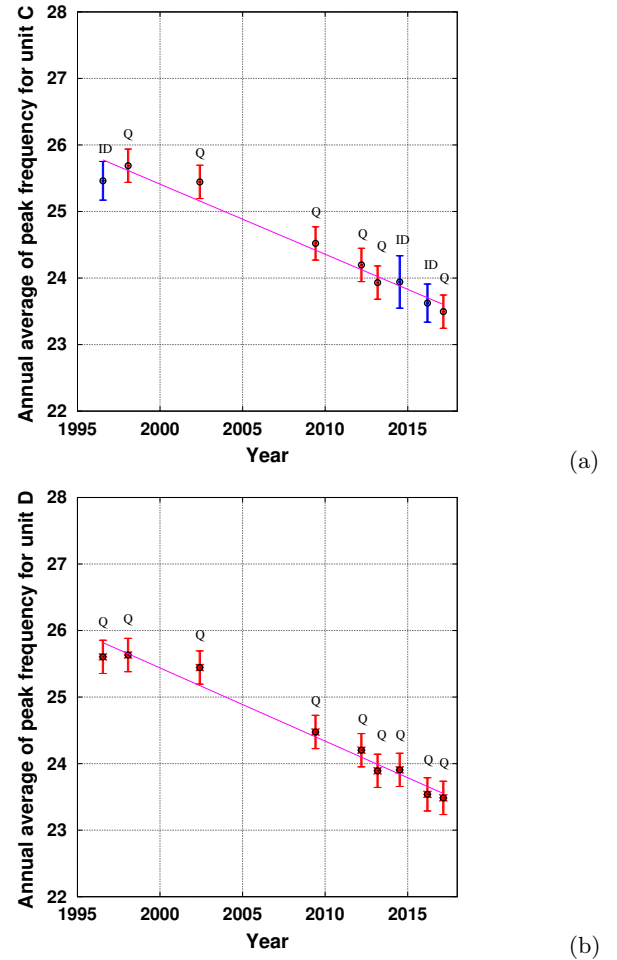 Annual average of peak frequency for unit C
28
27
26
25
24
23
22
ID
Q
Q
Q
Q
Q
ID
ID
Q
1995 2000 2005 2010 2015
Year
(a)
Annual average of peak frequency for unit D
28
27
26
25
24
23
22
Q
Q
Q
Q
Q
Q
Q
Q
Q
1995 2000 2005 2010 2015
Year
(b)